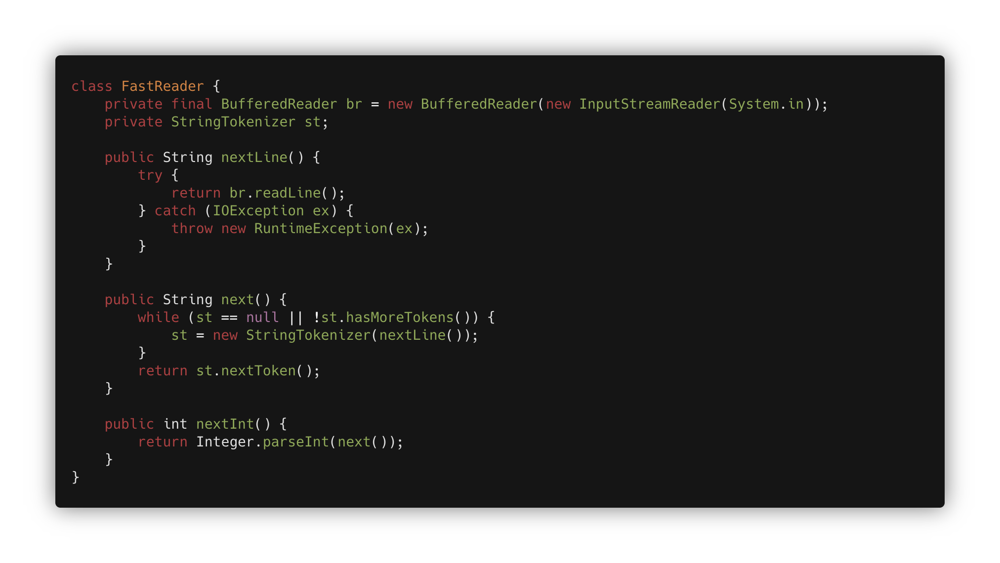 class FastReader {
    private final BufferedReader br = new BufferedReader(new InputStreamReader(System.in));
    private StringTokenizer st;

    public String nextLine() {
        try {
            return br.readLine();
        } catch (IOException ex) {
            throw new RuntimeException(ex);
        }
    }

    public String next() {
        while (st == null || !st.hasMoreTokens()) {
            st = new StringTokenizer(nextLine());
        }
        return st.nextToken();
    }

    public int nextInt() {
        return Integer.parseInt(next());
    }
}